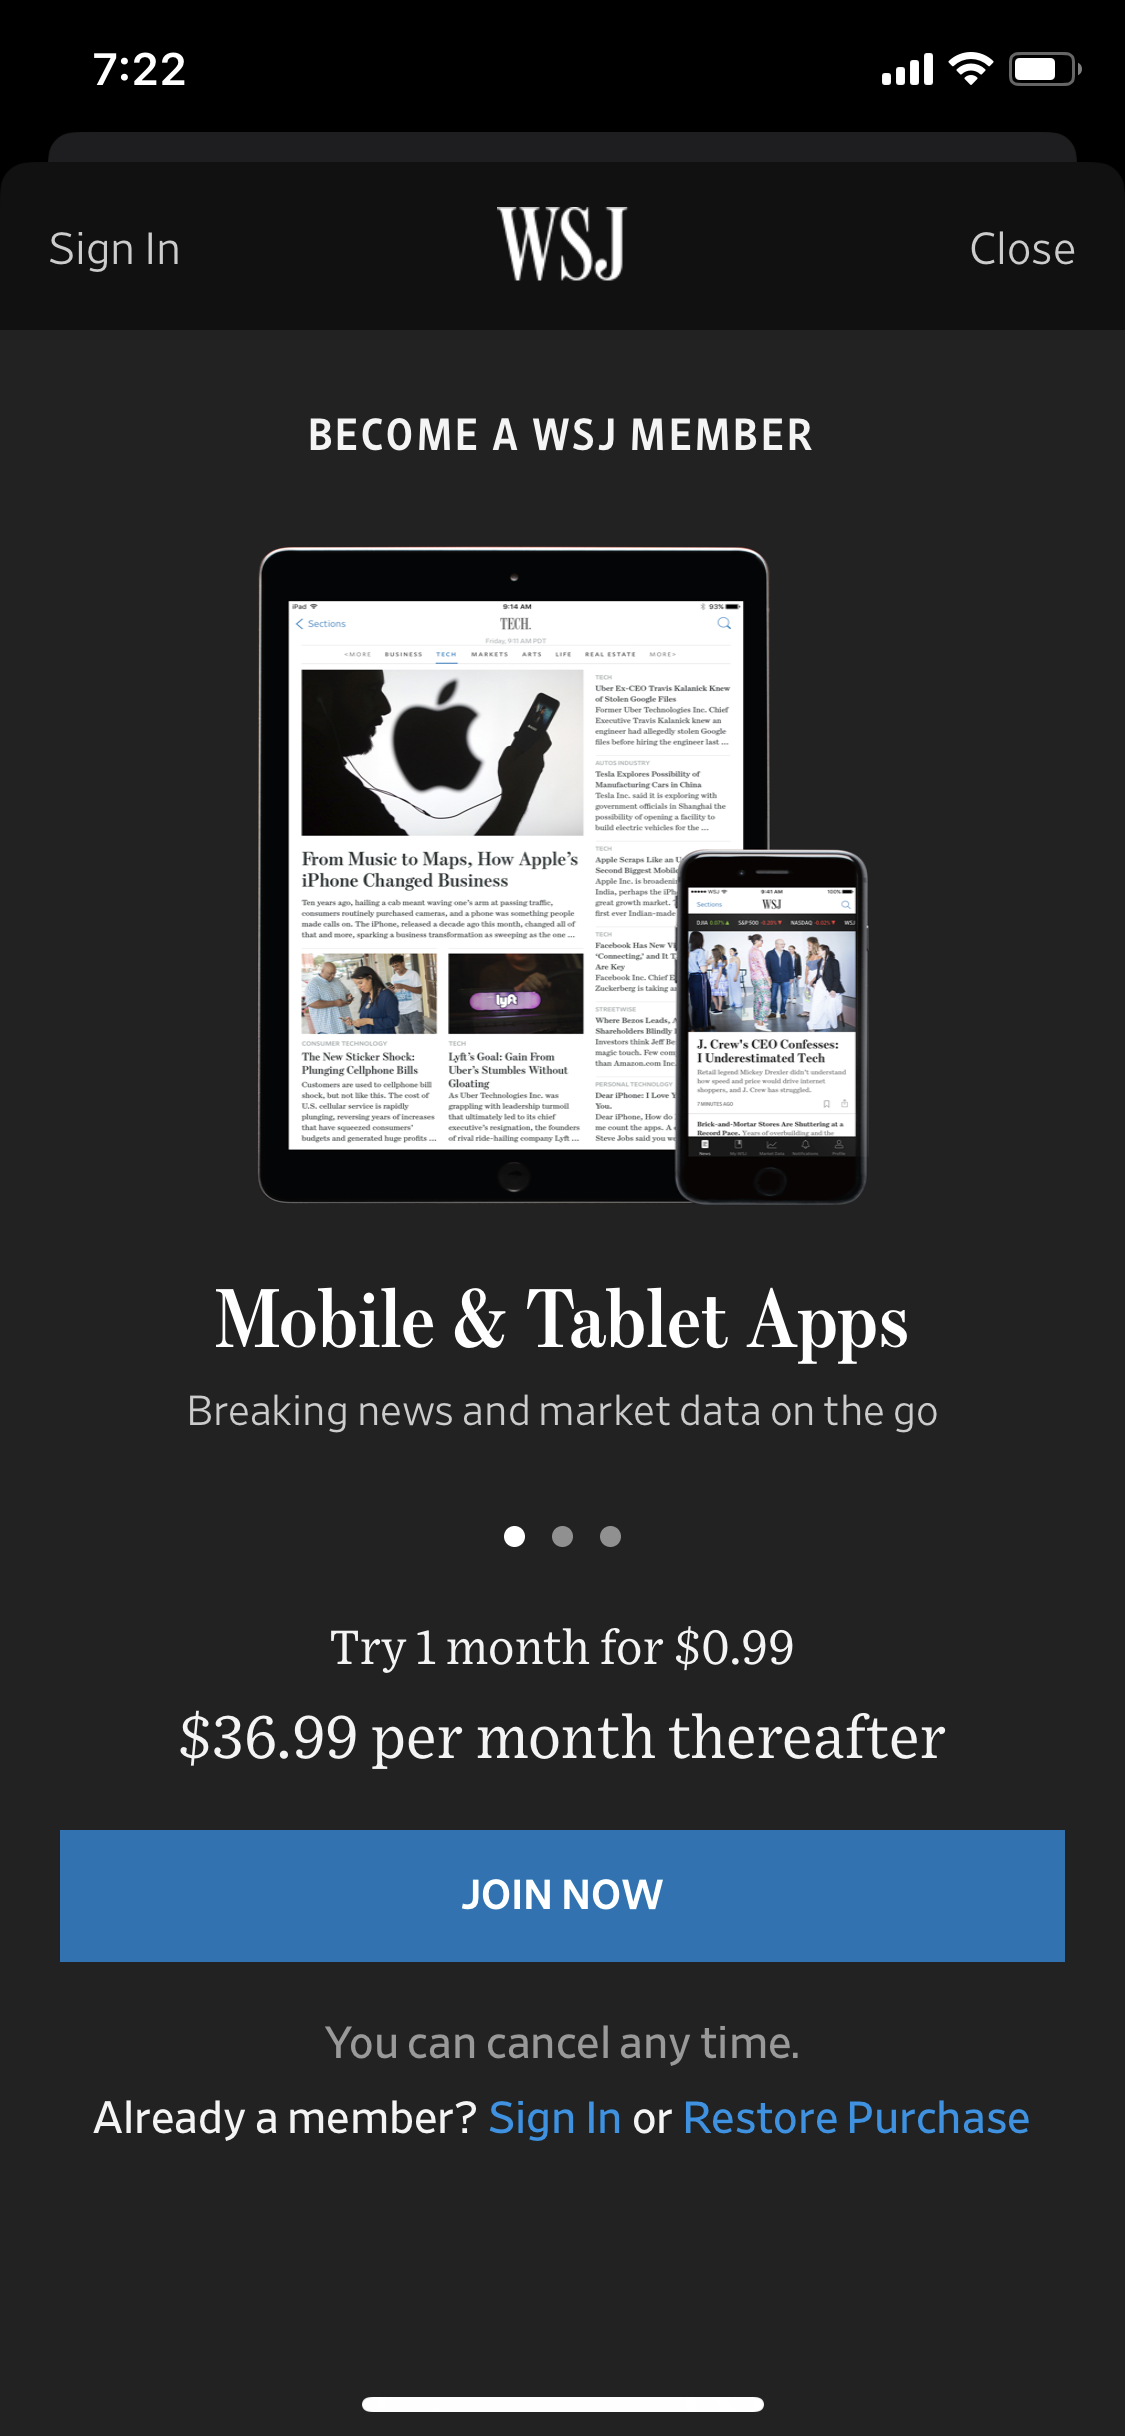 7:22
Sign In
WSJ
Close
BECOME A WSJ MEMBER
iPad
9:14 AM
93%
Sections
TECH.
Friday, 9:11 AM PDT
<MORE BUSINESS TECH MARKETS ARTS LIFE REAL ESTATE MORE>
From Music to Maps, How Apple's
iPhone Changed Business
Ten years ago, hailing a cab meant waving one's arm at passing traffic,
consumers routinely purchased cameras, and a phone was something people
made calls on. The iPhone, released a decade ago this month, changed all of
that and more, sparking a business transformation as sweeping as the one ...
lyft
CONSUMER TECHNOLOGY
The New Sticker Shock:
Plunging Cellphone Bills
Customers are used to cellphone bill
shock, but not like this. The cost of
U.S. cellular service is rapidly
plunging, reversing years of increases
that have squeezed consumers'
budgets and generated huge profits ...
TECH
Lyft's Goal: Gain From
Uber's Stumbles Without
Gloating
As Uber Technologies Inc. was
grappling with leadership turmoil
that ultimately led to its chief
executive's resignation, the founders
of rival ride-hailing company Lyft ...
TECH
Uber Ex-CEO Travis Kalanick Knew
of Stolen Google Files
Former Uber Technologies Inc. Chief
Executive Travis Kalanick knew an
engineer had allegedly stolen Google
files before hiring the engineer last ...
AUTOS INDUSTRY
Tesla Explores Possibility of
Manufacturing Cars in China
Tesla Inc. said it is exploring with
government officials in Shanghai the
possibility of opening a facility to
build electric vehicles for the ...
TECH
Apple Scraps Like an U
Second Biggest Mobile
Apple Inc. is broadenin
India, perhaps the iPh
great growth market.
first ever Indian-made
TECH
Facebook Has New Vi
'Connecting,' and It T
Are Key
Facebook Inc. Chief E
Zuckerberg is taking a
STREETWISE
Where Bezos Leads, A
Shareholders Blindly
Investors think Jeff Be
magic touch. Few com
than Amazon.com Inc.
PERSONAL TECHNOLOGY
Dear iPhone: I Love Y
You.
Dear iPhone, How do
me count the apps. A
Steve Jobs said you we
WSJ
9:41 AM
100%
Sections
WSJ
DJIA 0.07% S&P 500 -0.20% NASDAQ -0.92% WSJ
J. Crew's CEO Confesses:
I Underestimated Tech
Retail legend Mickey Drexler didn't understand
how speed and price would drive internet
shoppers, and J. Crew has struggled.
7 MINUTES AGO
Brick-and-Mortar Stores Are Shuttering at a
Record Pace. Years of overbuilding and the
News My WSJ Market Data Notifications Profile
Mobile & Tablet Apps
Breaking news and market data on the go
Try 1 month for $0.99
$36.99 per month thereafter
JOIN NOW
You can cancel any time.
Already a member? Sign In or Restore Purchase